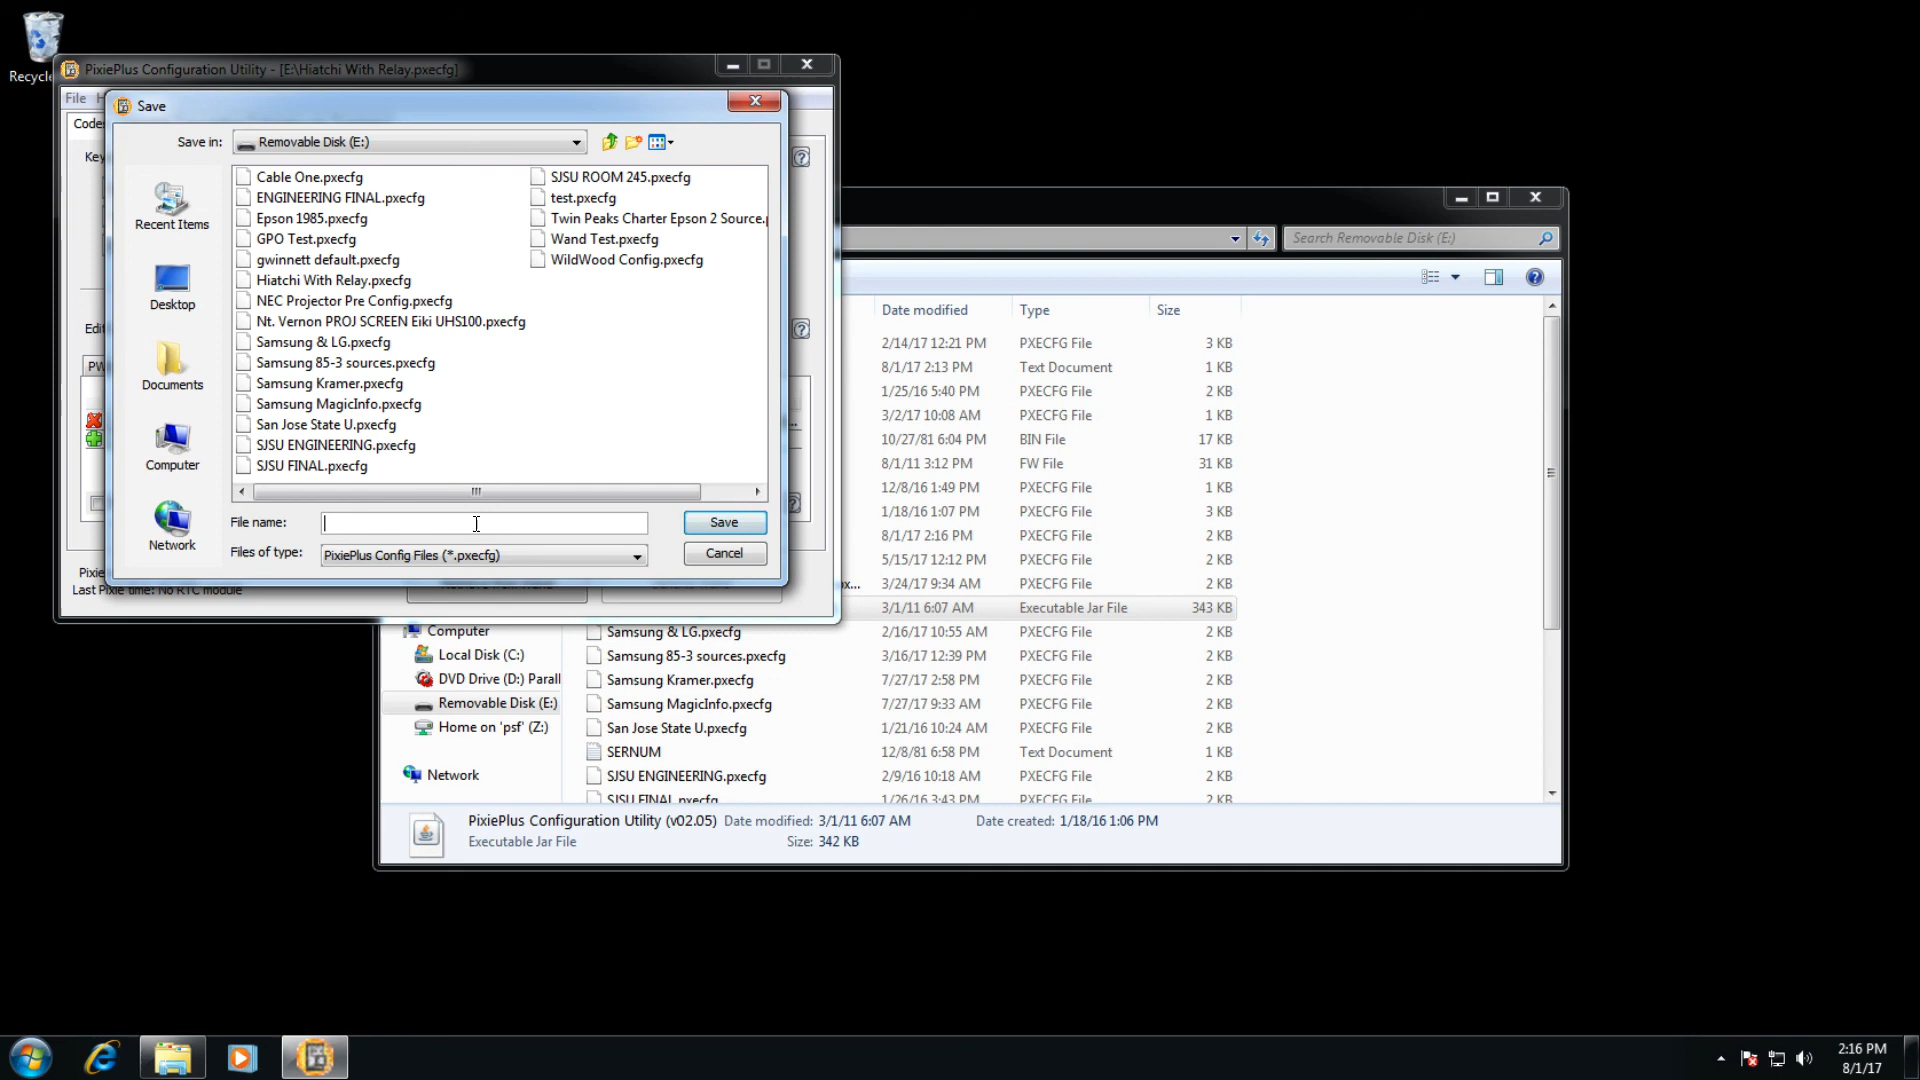 Recycle
PixiePlus Configuration Utility - [E:\Hiatchi With Relay.pxecfg]
File
Save
Codes
Save in:
Removable Disk (E:)
Key
Cable One.pxecfg
ENGINEERING FINAL.pxecfg
Epson 1985.pxecfg
GPO Test.pxecfg
gwinnett default.pxecfg
Hiatchi With Relay.pxecfg
NEC Projector Pre Config.pxecfg
Nt. Vernon PROJ SCREEN Eiki UHS100.pxecfg
Samsung & LG.pxecfg
Samsung 85-3 sources.pxecfg
Samsung Kramer.pxecfg
Samsung MagicInfo.pxecfg
San Jose State U.pxecfg
SJSU ENGINEERING.pxecfg
SJSU FINAL.pxecfg
SJSU ROOM 245.pxecfg
test.pxecfg
Twin Peaks Charter Epson 2 Source.p
Wand Test.pxecfg
WildWood Config.pxecfg
Recent Items
Desktop
Documents
Computer
Network
Edit
PW
File name:
Save
Files of type:
PixiePlus Config Files (*.pxecfg)
Cancel
Pixie
Last Pixie time: No RTC module
Search Removable Disk (E:)
Date modified Type Size
2/14/17 12:21 PM PXECFG File 3 KB
8/1/17 2:13 PM Text Document 1 KB
1/25/16 5:40 PM PXECFG File 2 KB
3/2/17 10:08 AM PXECFG File 1 KB
10/27/81 6:04 PM BIN File 17 KB
8/1/11 3:12 PM FW File 31 KB
12/8/16 1:49 PM PXECFG File 1 KB
1/18/16 1:07 PM PXECFG File 3 KB
8/1/17 2:16 PM PXECFG File 2 KB
5/15/17 12:12 PM PXECFG File 2 KB
x... 3/24/17 9:34 AM PXECFG File 2 KB
3/1/11 6:07 AM Executable Jar File 343 KB
Samsung & LG.pxecfg 2/16/17 10:55 AM PXECFG File 2 KB
Samsung 85-3 sources.pxecfg 3/16/17 12:39 PM PXECFG File 2 KB
Samsung Kramer.pxecfg 7/27/17 2:58 PM PXECFG File 2 KB
Samsung MagicInfo.pxecfg 7/27/17 9:33 AM PXECFG File 2 KB
San Jose State U.pxecfg 1/21/16 10:24 AM PXECFG File 2 KB
SERNUM 12/8/81 6:58 PM Text Document 1 KB
SJSU ENGINEERING.pxecfg 2/9/16 10:18 AM PXECFG File 2 KB
SJSU FINAL.pxecfg 1/26/16 3:43 PM PXECFG File 2 KB
Computer
Local Disk (C:)
DVD Drive (D:) Parall
Removable Disk (E:)
Home on 'psf' (Z:)
Network
PixiePlus Configuration Utility (v02.05) Date modified: 3/1/11 6:07 AM Date created: 1/18/16 1:06 PM
Executable Jar File Size: 342 KB
2:16 PM
8/1/17